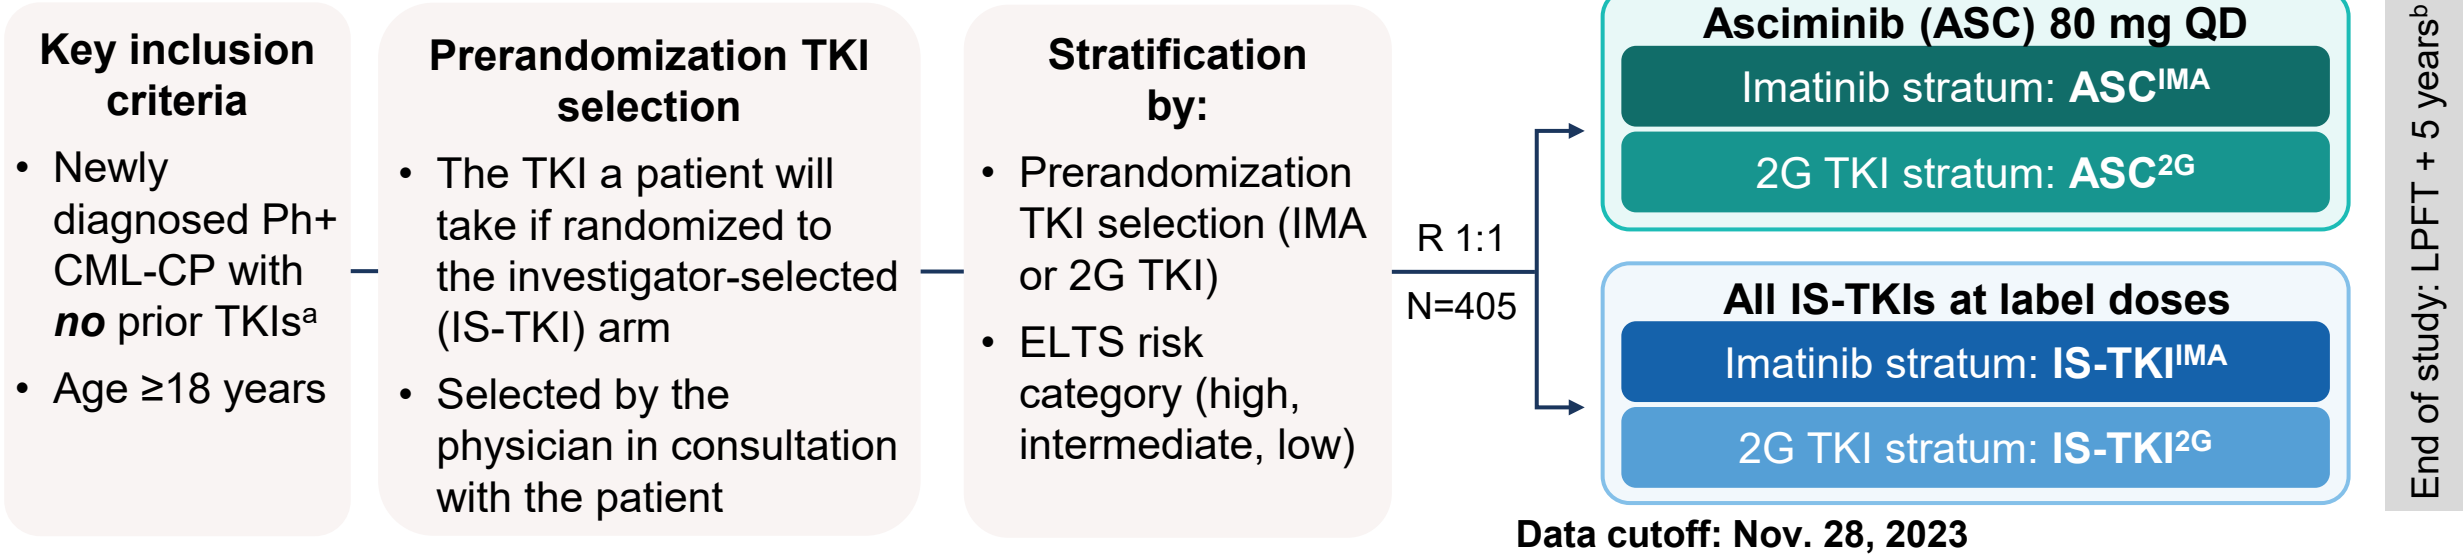 Key inclusion
criteria
• Newly
diagnosed Ph+
CML-CP with
no prior TKIsᵃ
• Age ≥18 years
Prerandomization TKI
selection
• The TKI a patient will
take if randomized to
the investigator-selected
(IS-TKI) arm
• Selected by the
physician in consultation
with the patient
Stratification
by:
• Prerandomization
TKI selection (IMA
or 2G TKI)
• ELTS risk
category (high,
intermediate, low)
R 1:1
N=405
Asciminib (ASC) 80 mg QD
Imatinib stratum: ASCᴵᴹᴬ
2G TKI stratum: ASC²ᴳ
All IS-TKIs at label doses
Imatinib stratum: IS-TKIᴵᴹᴬ
2G TKI stratum: IS-TKI²ᴳ
Data cutoff: Nov. 28, 2023
End of study: LPFT + 5 yearsᵇ